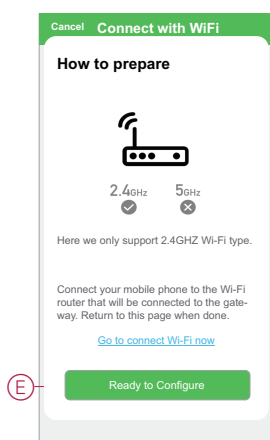 Cancel Connect with WiFi
How to prepare
2.4GHz 5GHz
Here we only support 2.4GHZ Wi-Fi type.
Connect your mobile phone to the Wi-Fi
router that will be connected to the gate-
way. Return to this page when done.
Go to connect Wi-Fi now
E Ready to Configure